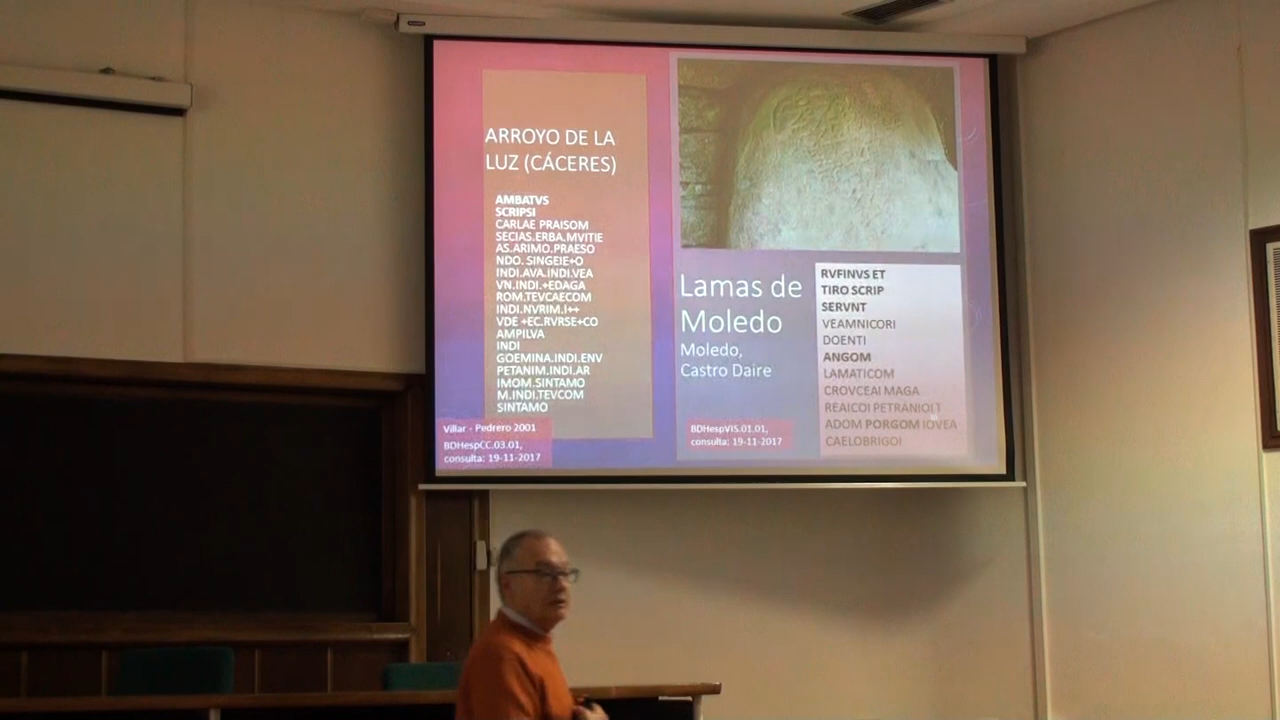 ARROYO DE LA
LUZ (CÁCERES)
AMBATVS
SCRIPSI
CARLAE PRAISOM
SECIAS.ERBA.MVITIE
AS.ARIMO.PRAESO
NDO. SINGEIE+O
INDI.AVA.INDI.VEA
VN.INDI.+EDAGA
ROM.TEVCAECOM
INDI.NVRIM.I++
VDE +EC.RVRSE+CO
AMPILVA
INDI
GOEMINA.INDI.ENV
PETANIM.INDI.AR
IMOM.SINTAMO
M.INDI.TEVCOM
SINTAMO
Villar - Pedrero 2001
BDHespCC.03.01,
consulta: 19-11-2017
Lamas de
Moledo
Moledo,
Castro Daire
BDHespVIS.01.01,
consulta: 19-11-2017
RVFINVS ET
TIRO SCRIP
SERVNT
VEAMNICORI
DOENTI
ANGOM
LAMATICOM
CROVCEAI MAGA
REAICOI PETRANIOI T
ADOM PORGOM IOVEA
CAELOBRIGOI